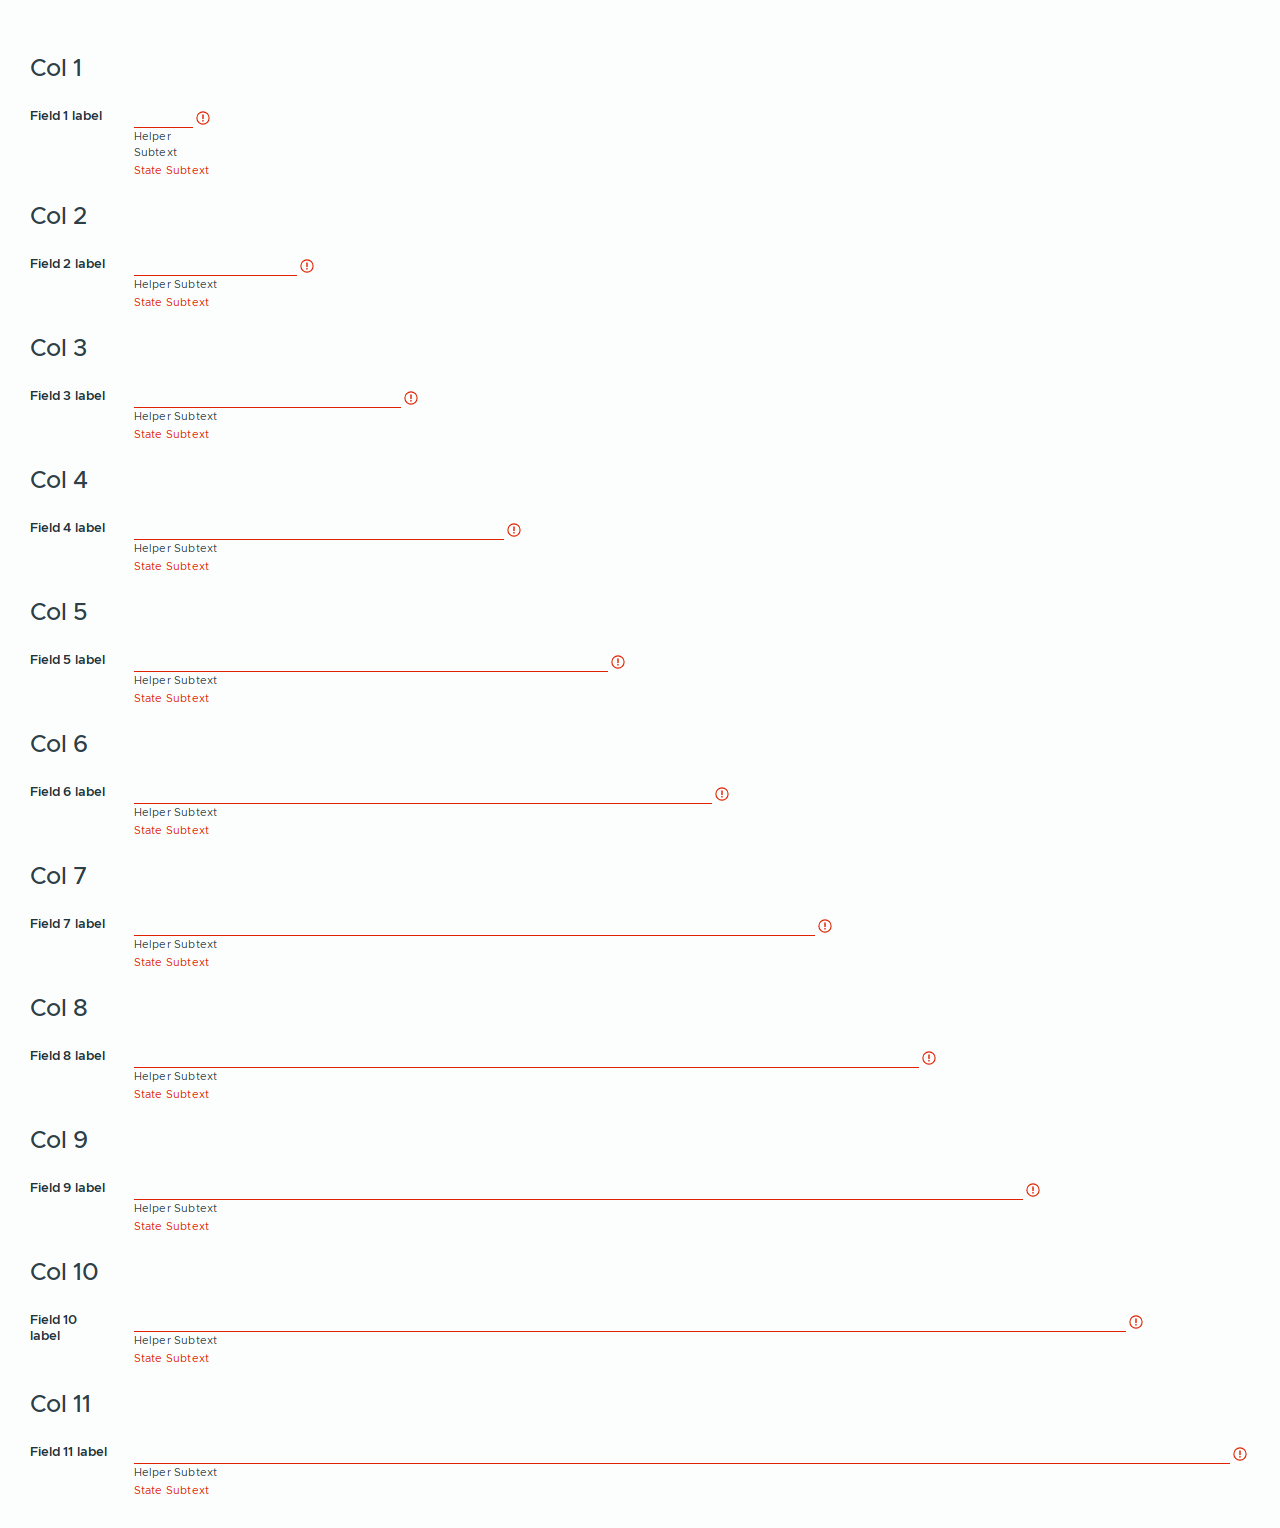 Col 1
Field 1 label
Helper
Subtext
State Subtext
Col 2
Field 2 label
Helper Subtext
State Subtext
Col 3
Field 3 label
Helper Subtext
State Subtext
Col 4
Field 4 label
Helper Subtext
State Subtext
Col 5
Field 5 label
Helper Subtext
State Subtext
Col 6
Field 6 label
Helper Subtext
State Subtext
Col 7
Field 7 label
Helper Subtext
State Subtext
Col 8
Field 8 label
Helper Subtext
State Subtext
Col 9
Field 9 label
Helper Subtext
State Subtext
Col 10
Field 10
label
Helper Subtext
State Subtext
Col 11
Field 11 label
Helper Subtext
State Subtext